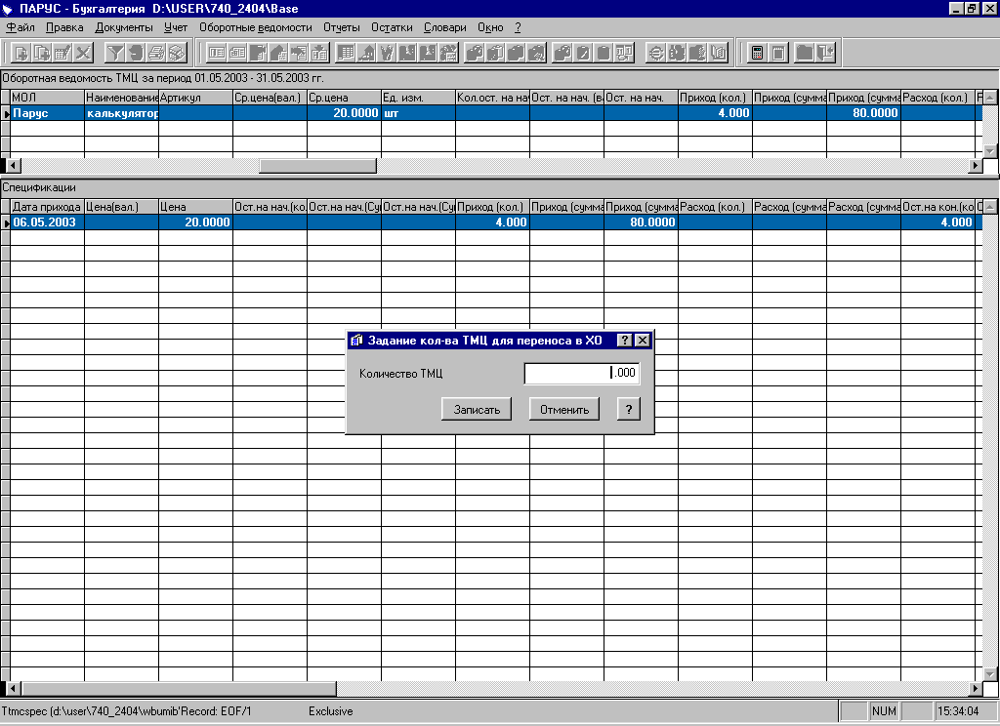 ПАРУС - Бухгалтерия D:\USER\740_2404\Base
Файл Правка Документы Учет Оборотные ведомости Отчеты Остатки Словари Окно ?
Оборотная ведомость ТМЦ за период 01.05.2003 - 31.05.2003 гг.
МОЛ Наименование Артикул Ср.цена(вал.) Ср.цена Ед. изм. Кол.ост. на на Ост. на нач. (в Ост. на нач. Приход (кол.) Приход (сумма Приход (сумма Расход (кол.)
Парус калькулятор 20.0000 шт 4.000 80.0000
Спецификации
Дата прихода Цена(вал.) Цена Ост.на нач.(ко Ост.на нач.(Су Ост.на нач.(Су Приход (кол.) Приход (сумма Приход (сумма Расход (кол.) Расход (сумма Расход (сумма Ост.на кон.(ко
06.05.2003 20.0000 4.000 80.0000 4.000
Задание кол-ва ТМЦ для переноса в ХО ?
Количество ТМЦ .000
Записать Отменить ?
Ttmcspec (d:\user\740_2404\wbumib' Record: EOF/1 Exclusive NUM 15:34:04